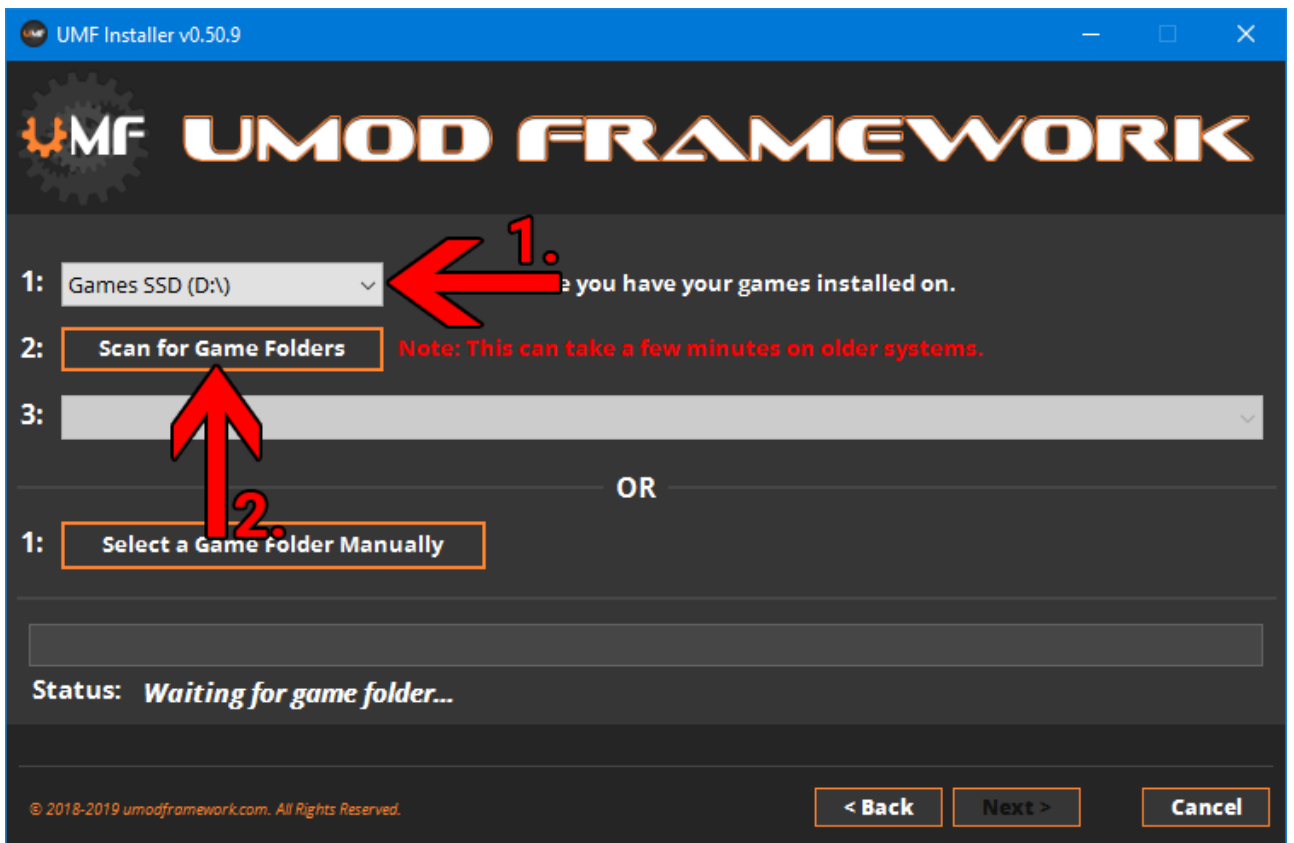 UMF Installer v0.50.9
UMF UMOD FRAMEWORK
1.
1: Games SSD (D:\) you have your games installed on.
2: Scan for Game Folders Note: This can take a few minutes on older systems.
3:
OR
2.
1: Select a Game Folder Manually
Status: Waiting for game folder...
© 2018-2019 umodframework.com. All Rights Reserved.
< Back Next > Cancel